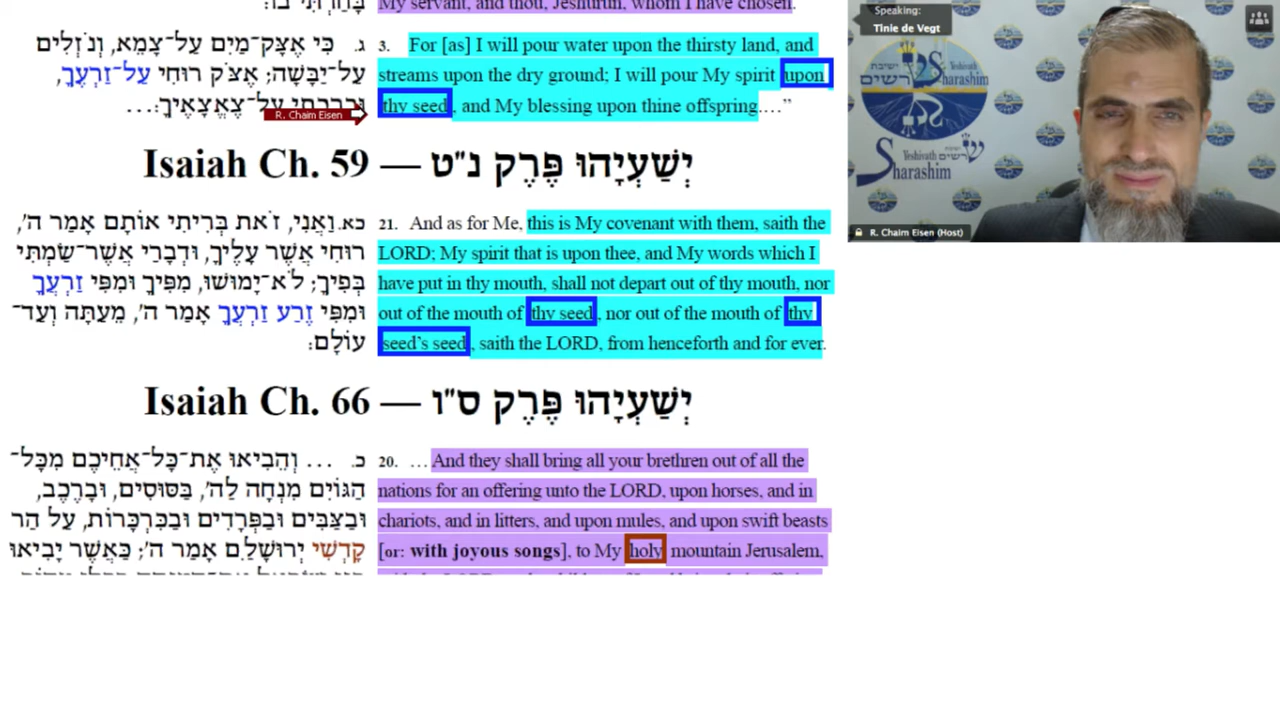 My servant, and thou, Jeshurun, whom I have chosen.
בָּחַרְתִּי בוֹ:
ג. כִּי אֶצָּק־מַיִם עַל־צָמֵא, וְנֹזְלִים
עַל־יַבָּשָׁה; אֶצֹּק רוּחִי עַל־זַרְעֶךָ,
וּבִרְכָתִי עַל־צֶאֱצָאֶיךָ:…
R. Chaim Eisen
3. For [as] I will pour water upon the thirsty land, and
streams upon the dry ground; I will pour My spirit upon
thy seed, and My blessing upon thine offspring.…”
Isaiah Ch. 59 — יְשַׁעְיָהוּ פֶּרֶק נ"ט
כא. וַאֲנִי, זֹאת בְּרִיתִי אוֹתָם אָמַר ה',
רוּחִי אֲשֶׁר עָלֶיךָ, וּדְבָרַי אֲשֶׁר־שַׂמְתִּי
בְּפִיךָ; לֹא־יָמוּשׁוּ, מִפִּיךָ וּמִפִּי זַרְעֲךָ
וּמִפִּי זֶרַע זַרְעֲךָ אָמַר ה', מֵעַתָּה וְעַד־
עוֹלָם:
21. And as for Me, this is My covenant with them, saith the
LORD; My spirit that is upon thee, and My words which I
have put in thy mouth, shall not depart out of thy mouth, nor
out of the mouth of thy seed, nor out of the mouth of thy
seed’s seed, saith the LORD, from henceforth and for ever.
Isaiah Ch. 66 — יְשַׁעְיָהוּ פֶּרֶק ס"ו
כ. … וְהֵבִיאוּ אֶת־כָּל־אֲחֵיכֶם מִכָּל־
הַגּוֹיִם מִנְחָה לַה', בַּסּוּסִים, וּבָרֶכֶב,
וּבַצַּבִּים וּבַפְּרָדִים וּבַכִּרְכָּרוֹת, עַל הַר
קָדְשִׁי יְרוּשָׁלַםִ אָמַר ה'; כַּאֲשֶׁר יָבִיאוּ
20. … And they shall bring all your brethren out of all the
nations for an offering unto the LORD, upon horses, and in
chariots, and in litters, and upon mules, and upon swift beasts
[or: with joyous songs], to My holy mountain Jerusalem,
Speaking:
Tinie de Vegt
ישיבת
שרשים
Yeshivath
Sharashim
Yeshivath שרשים
Sharashim
R. Chaim Eisen (Host)